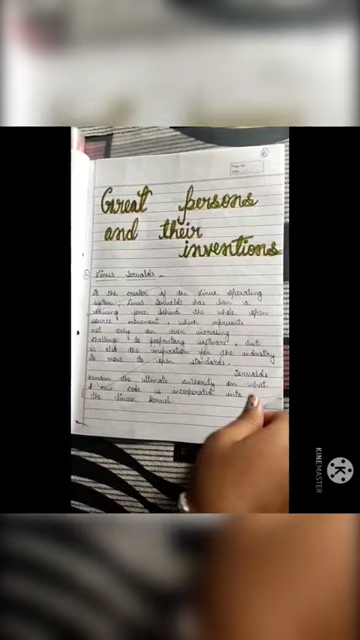 6
Great persons
and their
inventions
Linus Torvalds ..
As the creator of the Linux operating
system, Linus Torvalds has been a
driving force behind the whole open
source movement, which represents
not only an ever increasing
challenge to proprietary software, but
is also the inspiration for the industry
to move to open standards.
Torvalds
remains the ultimate authority on what
new code is incorporated into
the Linux kernel.
KINEMASTER